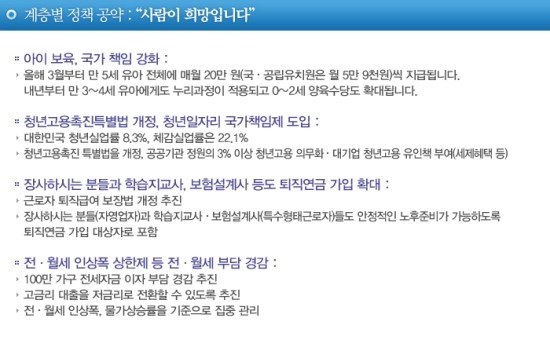 계층별 정책 공약 : “사람이 희망입니다”
아이 보육, 국가 책임 강화 :
올해 3월부터 만 5세 유아 전체에 매월 20만 원(국 · 공립유치원은 월 5만 9천원)씩 지급됩니다.
내년부터 만 3~4세 유아에게도 누리과정이 적용되고 0~2세 양육수당도 확대됩니다.
청년고용촉진특별법 개정, 청년일자리 국가책임제 도입 :
대한민국 청년실업률 8,3%, 체감실업률은 22,1%
청년고용촉진 특별법을 개정, 공공기관 정원의 3% 이상 청년고용 의무화 · 대기업 청년고용 유인책 부여(세제혜택 등)
장사하시는 분들과 학습지교사, 보험설계사 등도 퇴직연금 가입 확대 :
근로자 퇴직급여 보장법 개정 추진
장사하시는 분들(자영업자)과 학습지교사 · 보험설계사(특수형태근로자)들도 안정적인 노후준비가 가능하도록
퇴직연금 가입 대상자로 포함
전 · 월세 인상폭 상한제 등 전 · 월세 부담 경감 :
100만 가구 전세자금 이자 부담 경감 추진
고금리 대출을 저금리로 전환할 수 있도록 추진
전 · 월세 인상폭, 물가상승률을 기준으로 집중 관리